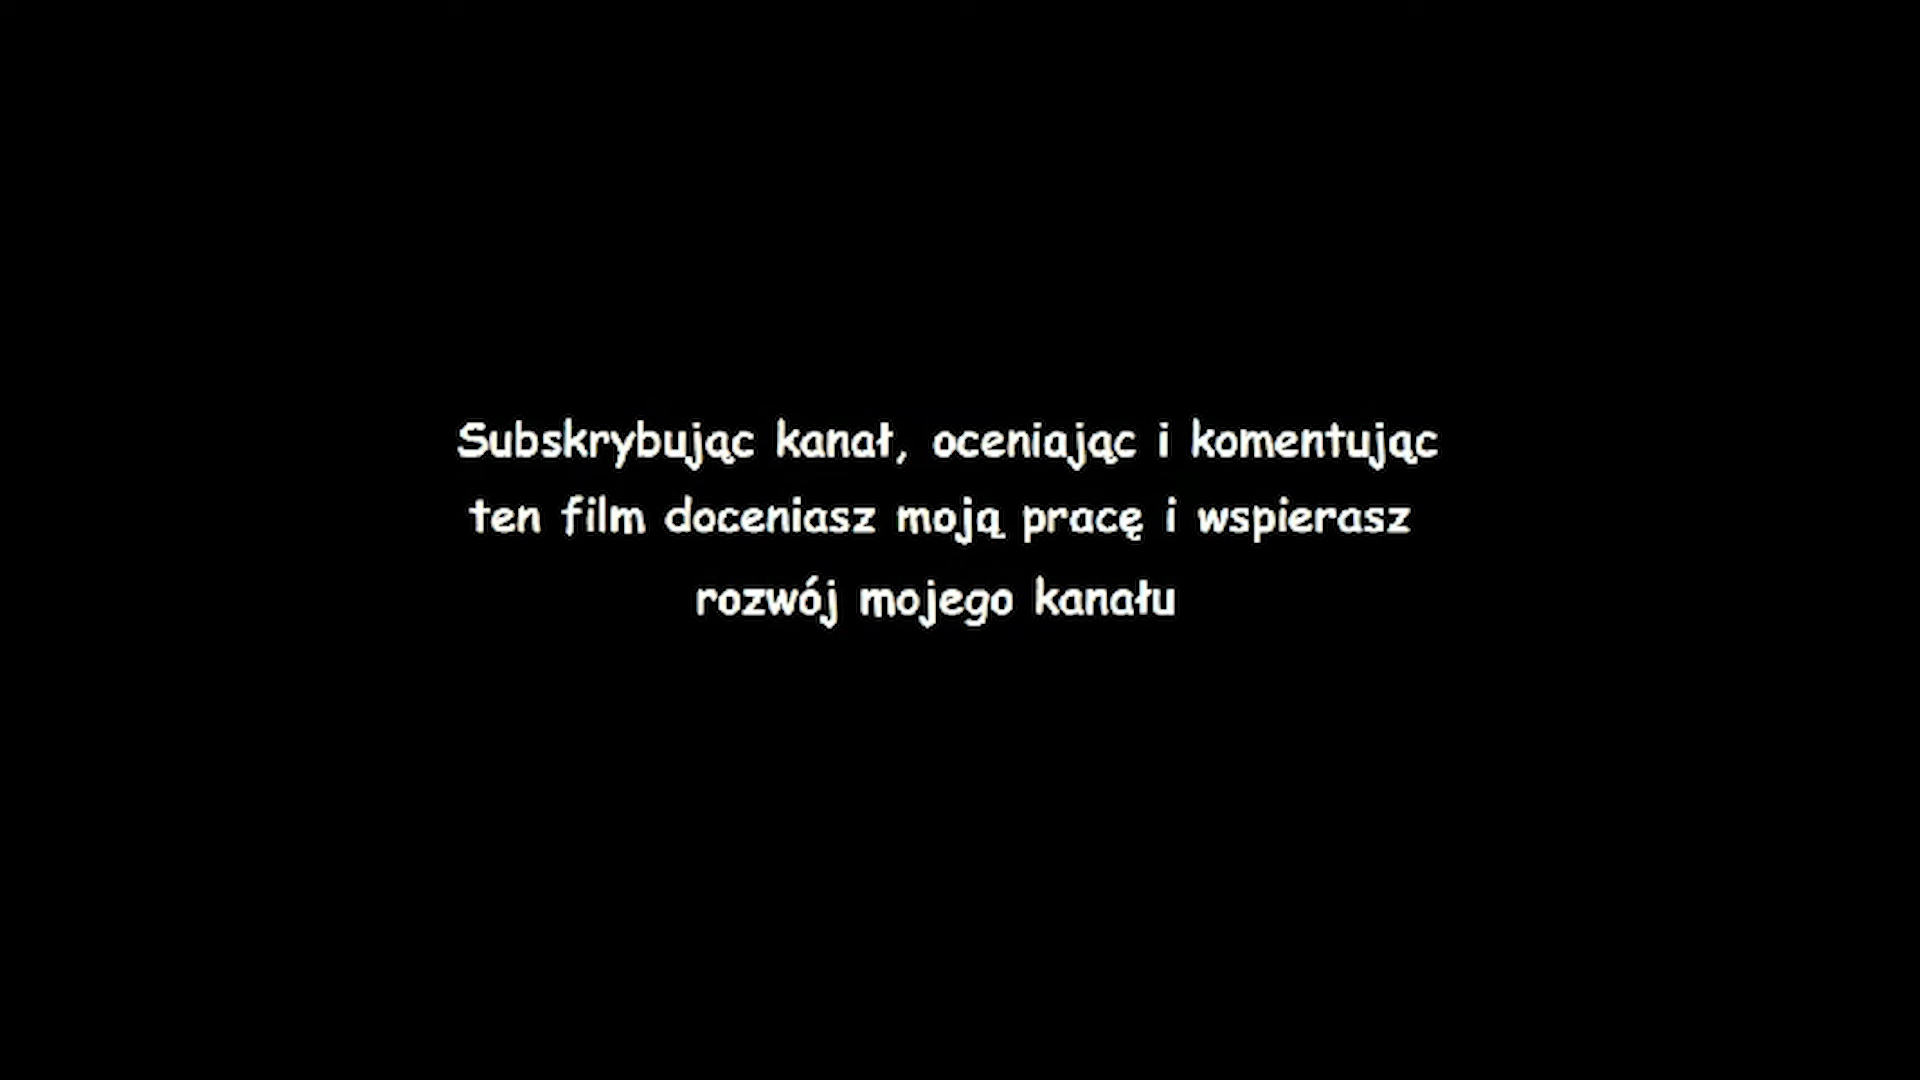 Subskrybując kanał, oceniając i komentując
ten film doceniasz moją pracę i wspierasz
rozwój mojego kanału